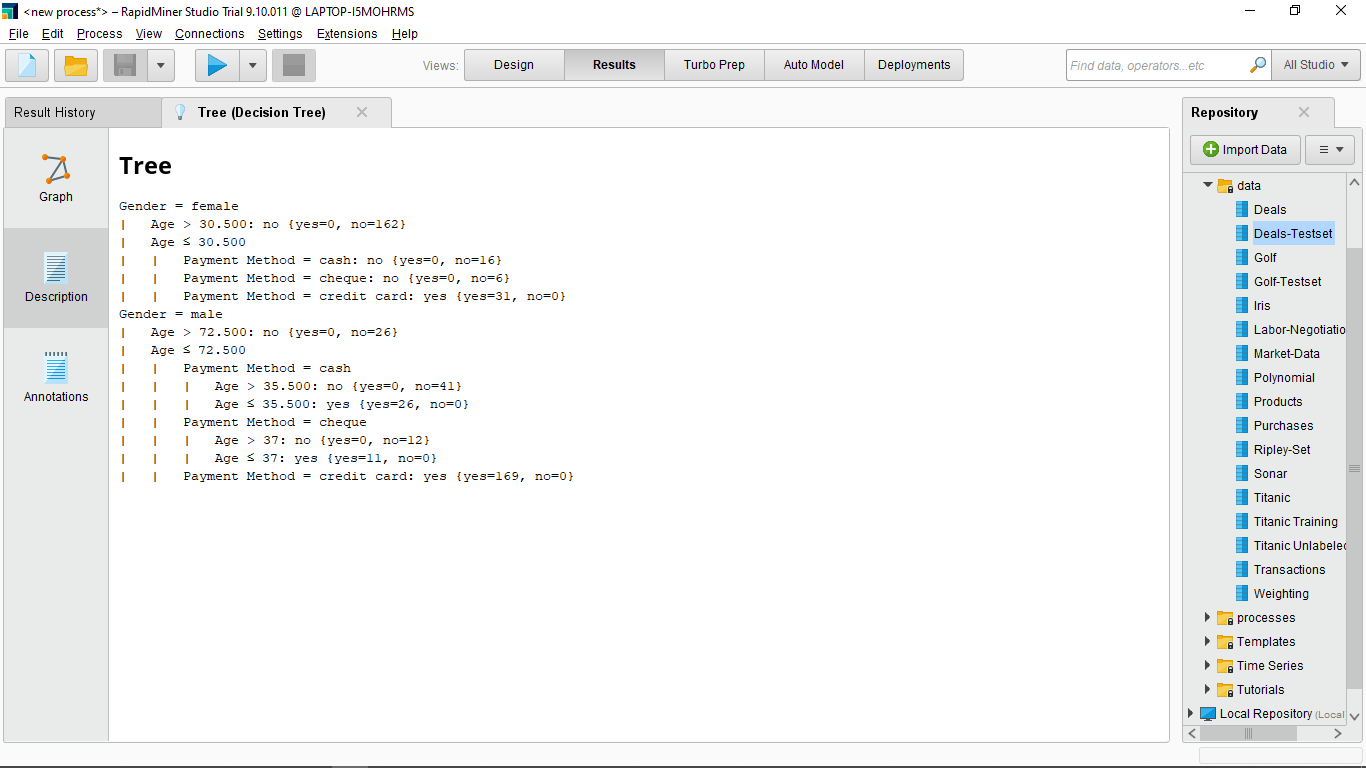 <new process*> – RapidMiner Studio Trial 9.10.011 @ LAPTOP-I5MOHRMS
File Edit Process View Connections Settings Extensions Help
Views: Design Results Turbo Prep Auto Model Deployments Find data, operators...etc All Studio
Result History Tree (Decision Tree)
Graph
Description
Annotations
Tree
Gender = female
|   Age > 30.500: no {yes=0, no=162}
|   Age ≤ 30.500
|   |   Payment Method = cash: no {yes=0, no=16}
|   |   Payment Method = cheque: no {yes=0, no=6}
|   |   Payment Method = credit card: yes {yes=31, no=0}
Gender = male
|   Age > 72.500: no {yes=0, no=26}
|   Age ≤ 72.500
|   |   Payment Method = cash
|   |   |   Age > 35.500: no {yes=0, no=41}
|   |   |   Age ≤ 35.500: yes {yes=26, no=0}
|   |   Payment Method = cheque
|   |   |   Age > 37: no {yes=0, no=12}
|   |   |   Age ≤ 37: yes {yes=11, no=0}
|   |   Payment Method = credit card: yes {yes=169, no=0}
Repository
Import Data
data
Deals
Deals-Testset
Golf
Golf-Testset
Iris
Labor-Negotiatio
Market-Data
Polynomial
Products
Purchases
Ripley-Set
Sonar
Titanic
Titanic Training
Titanic Unlabeled
Transactions
Weighting
processes
Templates
Time Series
Tutorials
Local Repository (Local